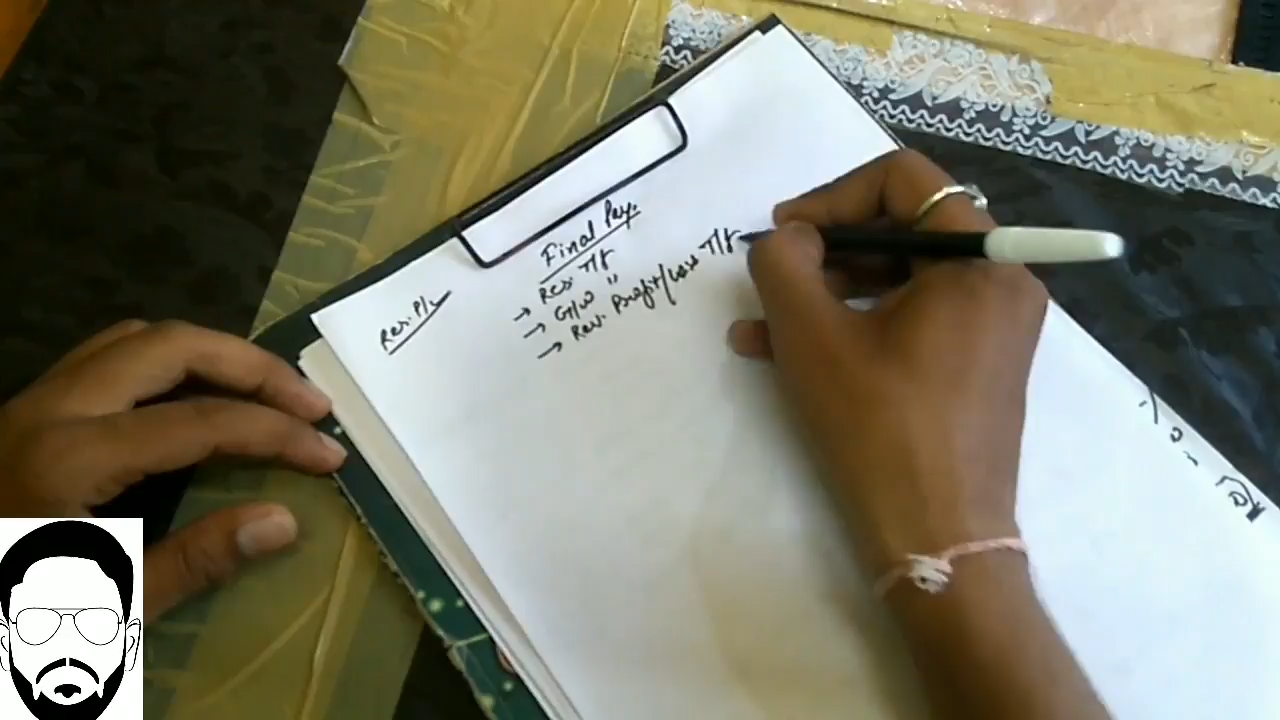 Final Pay.
→ Res. T/f
→ G/W "
→ Rev. Profit/Loss T/f
Rev. P/L